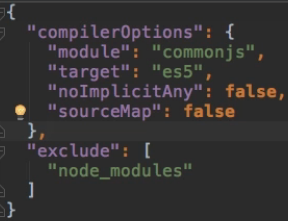 {
  "compilerOptions": {
    "module": "commonjs",
    "target": "es5",
    "noImplicitAny": false,
    "sourceMap": false
  },
  "exclude": [
    "node_modules"
  ]
}